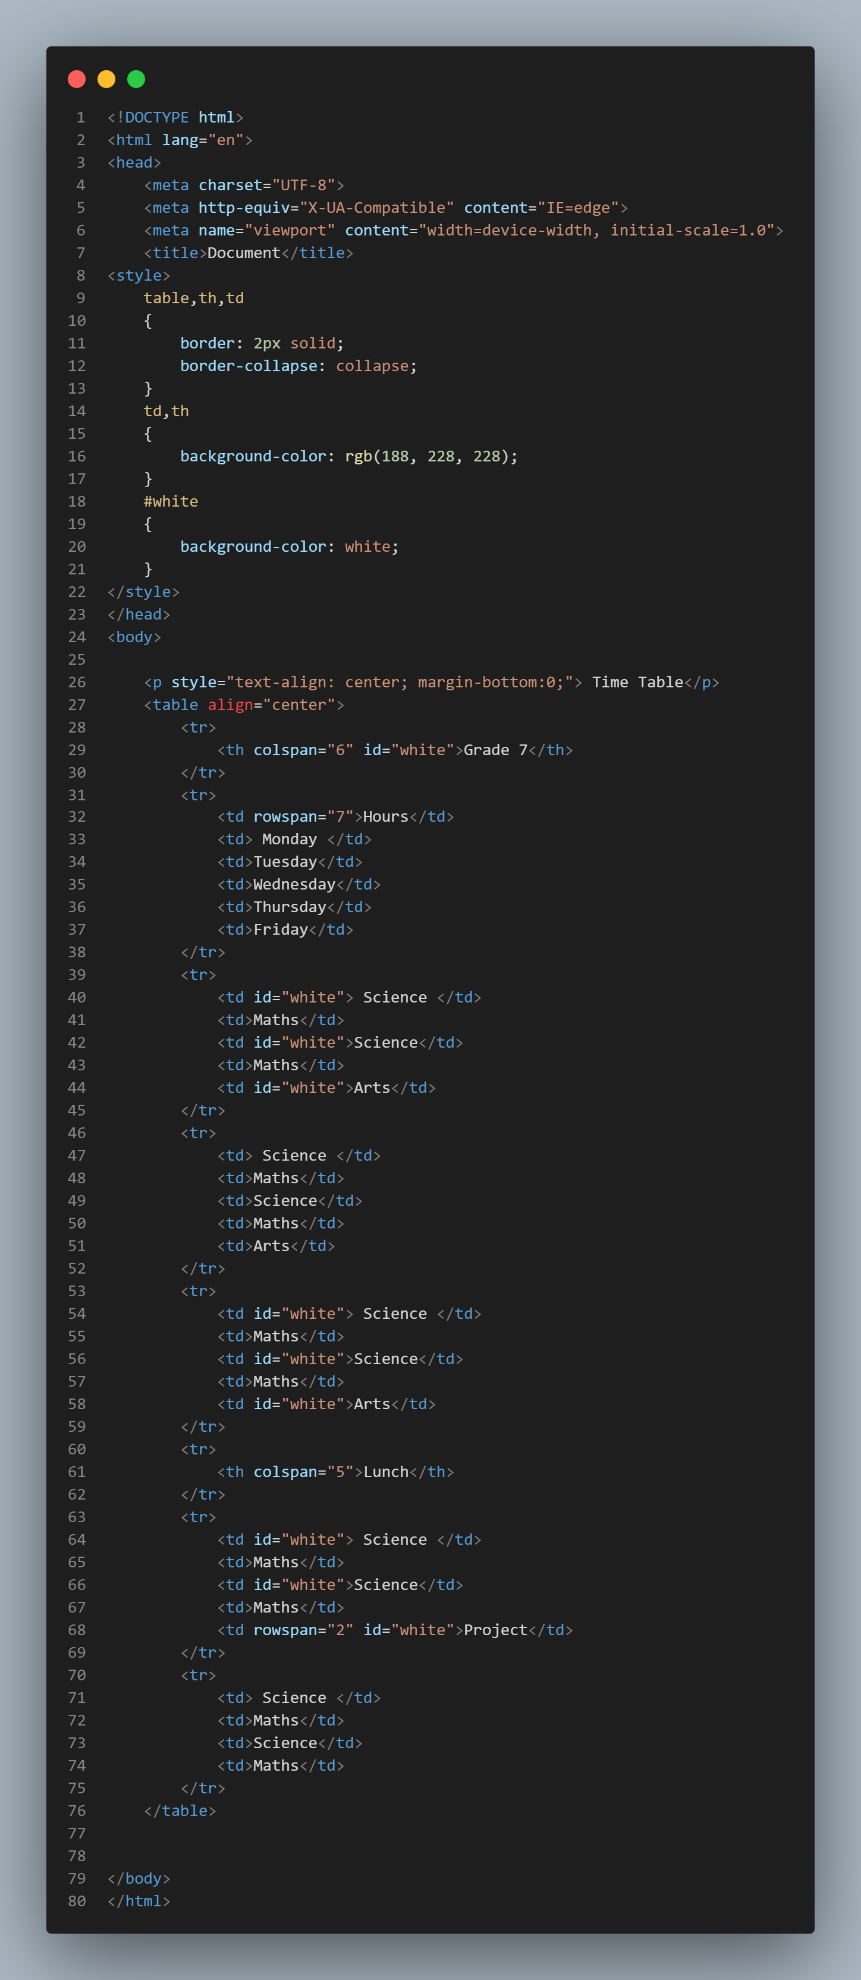 1 <!DOCTYPE html>
2 <html lang="en">
3 <head>
4     <meta charset="UTF-8">
5     <meta http-equiv="X-UA-Compatible" content="IE=edge">
6     <meta name="viewport" content="width=device-width, initial-scale=1.0">
7     <title>Document</title>
8 <style>
9     table,th,td
10     {
11         border: 2px solid;
12         border-collapse: collapse;
13     }
14     td,th
15     {
16         background-color: rgb(188, 228, 228);
17     }
18     #white
19     {
20         background-color: white;
21     }
22 </style>
23 </head>
24 <body>
25
26     <p style="text-align: center; margin-bottom:0;"> Time Table</p>
27     <table align="center">
28         <tr>
29             <th colspan="6" id="white">Grade 7</th>
30         </tr>
31         <tr>
32             <td rowspan="7">Hours</td>
33             <td> Monday </td>
34             <td>Tuesday</td>
35             <td>Wednesday</td>
36             <td>Thursday</td>
37             <td>Friday</td>
38         </tr>
39         <tr>
40             <td id="white"> Science </td>
41             <td>Maths</td>
42             <td id="white">Science</td>
43             <td>Maths</td>
44             <td id="white">Arts</td>
45         </tr>
46         <tr>
47             <td> Science </td>
48             <td>Maths</td>
49             <td>Science</td>
50             <td>Maths</td>
51             <td>Arts</td>
52         </tr>
53         <tr>
54             <td id="white"> Science </td>
55             <td>Maths</td>
56             <td id="white">Science</td>
57             <td>Maths</td>
58             <td id="white">Arts</td>
59         </tr>
60         <tr>
61             <th colspan="5">Lunch</th>
62         </tr>
63         <tr>
64             <td id="white"> Science </td>
65             <td>Maths</td>
66             <td id="white">Science</td>
67             <td>Maths</td>
68             <td rowspan="2" id="white">Project</td>
69         </tr>
70         <tr>
71             <td> Science </td>
72             <td>Maths</td>
73             <td>Science</td>
74             <td>Maths</td>
75         </tr>
76     </table>
77
78
79 </body>
80 </html>